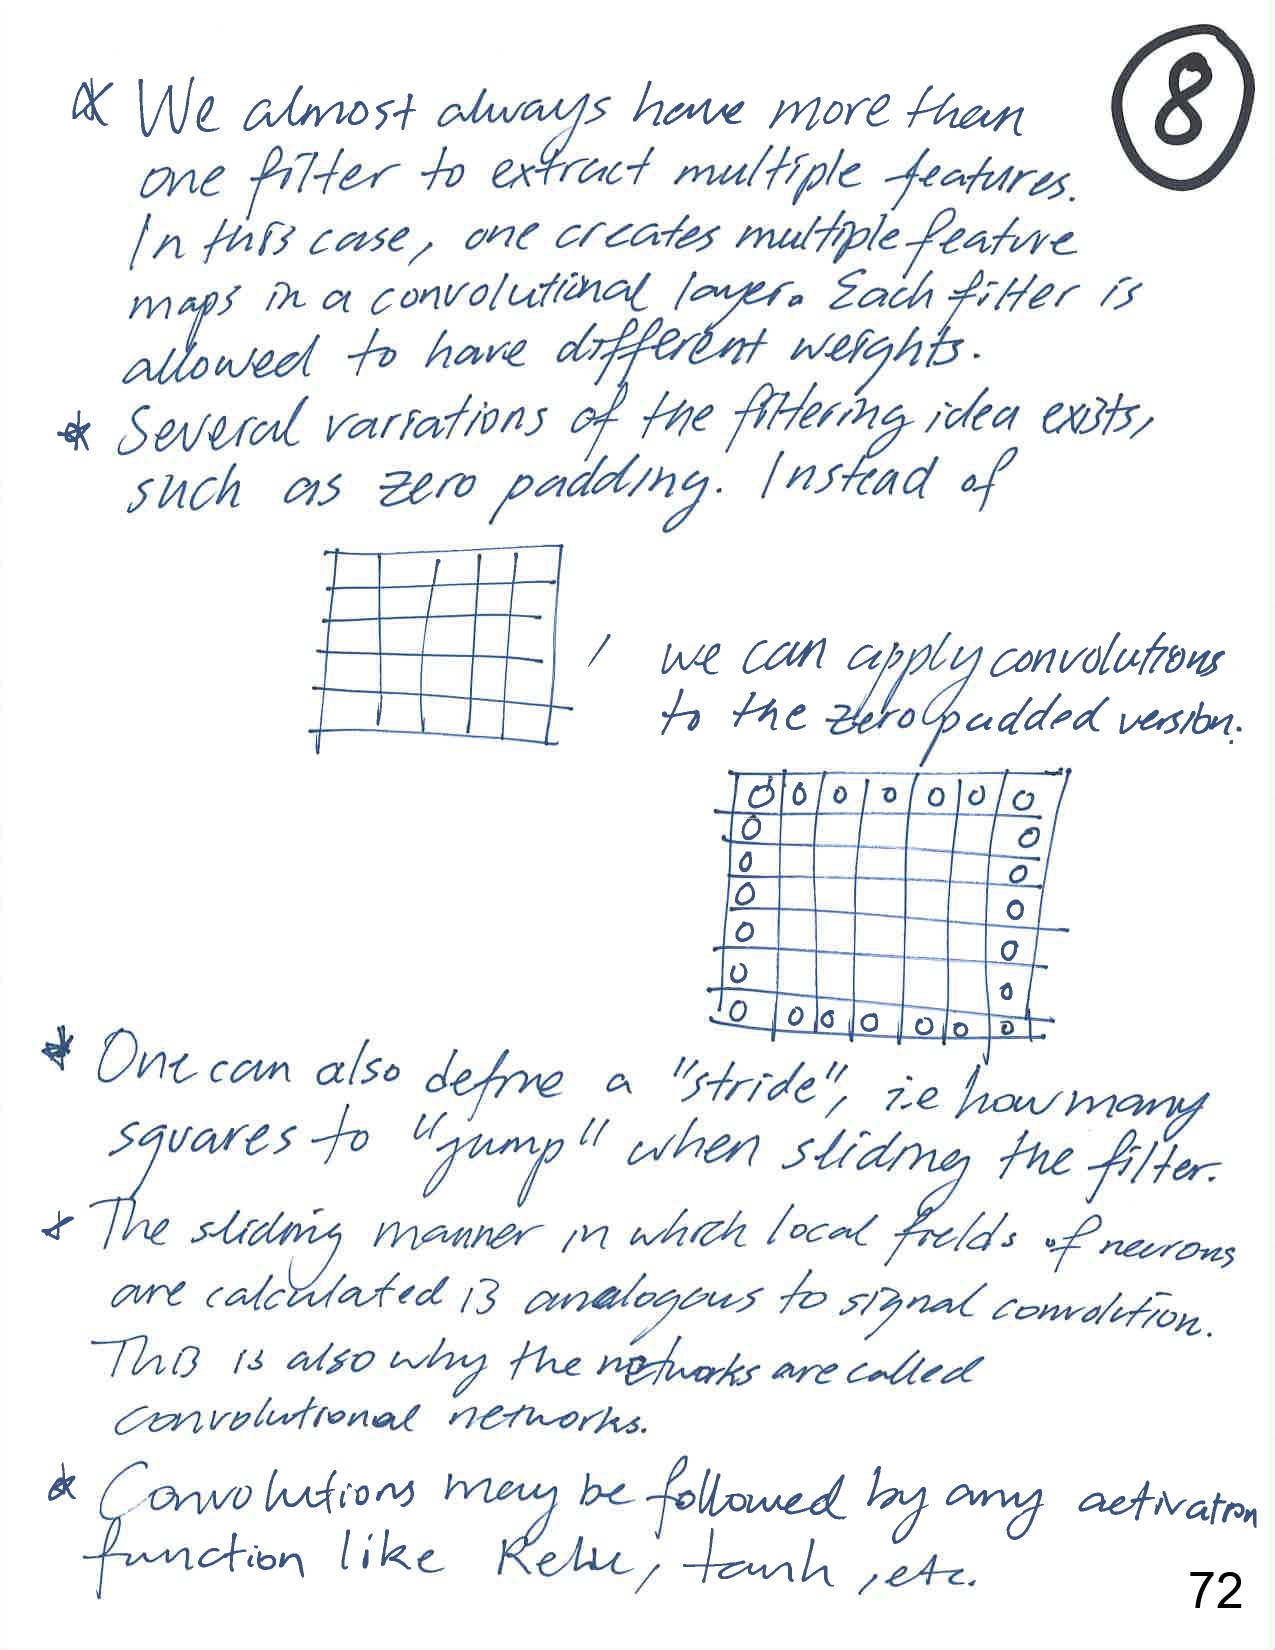 8
* We almost always have more than
one filter to extract multiple features.
In this case, one creates multiple feature
maps in a convolutional layer. Each filter is
allowed to have different weights.
* Several variations of the filtering idea exists,
such as zero padding. Instead of
, we can apply convolutions
to the zero padded version.
0 0 0 0 0 0 0
0 0
0 0
0 0
0 0
0 0
0 0 0 0 0 0 0
* One can also define a "stride", i.e how many
squares to "jump" when sliding the filter.
* The sliding manner in which local fields of neurons
are calculated is analogous to signal convolution.
This is also why the networks are called
convolutional networks.
* Convolutions may be followed by any activation
function like Relu, tanh, etc.
72